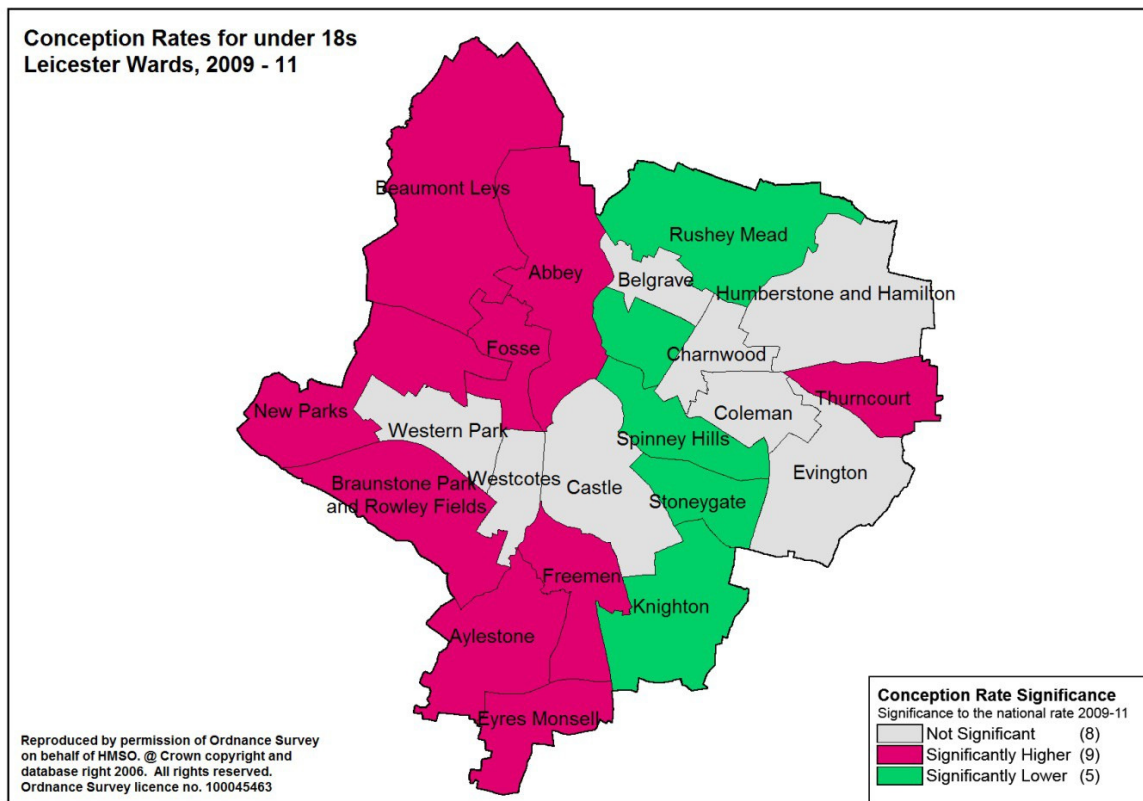 Conception Rates for under 18s
Leicester Wards, 2009 - 11
Beaumont Leys
Rushey Mead
Abbey
Belgrave
Humberstone and Hamilton
Fosse
Charnwood
Thurncourt
New Parks
Coleman
Western Park
Spinney Hills
Evington
Westcotes
Braunstone Park
and Rowley Fields
Castle
Stoneygate
Freemen
Knighton
Aylestone
Eyres Monsell
Conception Rate Significance
Significance to the national rate 2009-11
Not Significant (8)
Significantly Higher (9)
Significantly Lower (5)
Reproduced by permission of Ordnance Survey
on behalf of HMSO. @ Crown copyright and
database right 2006. All rights reserved.
Ordnance Survey licence no. 100045463